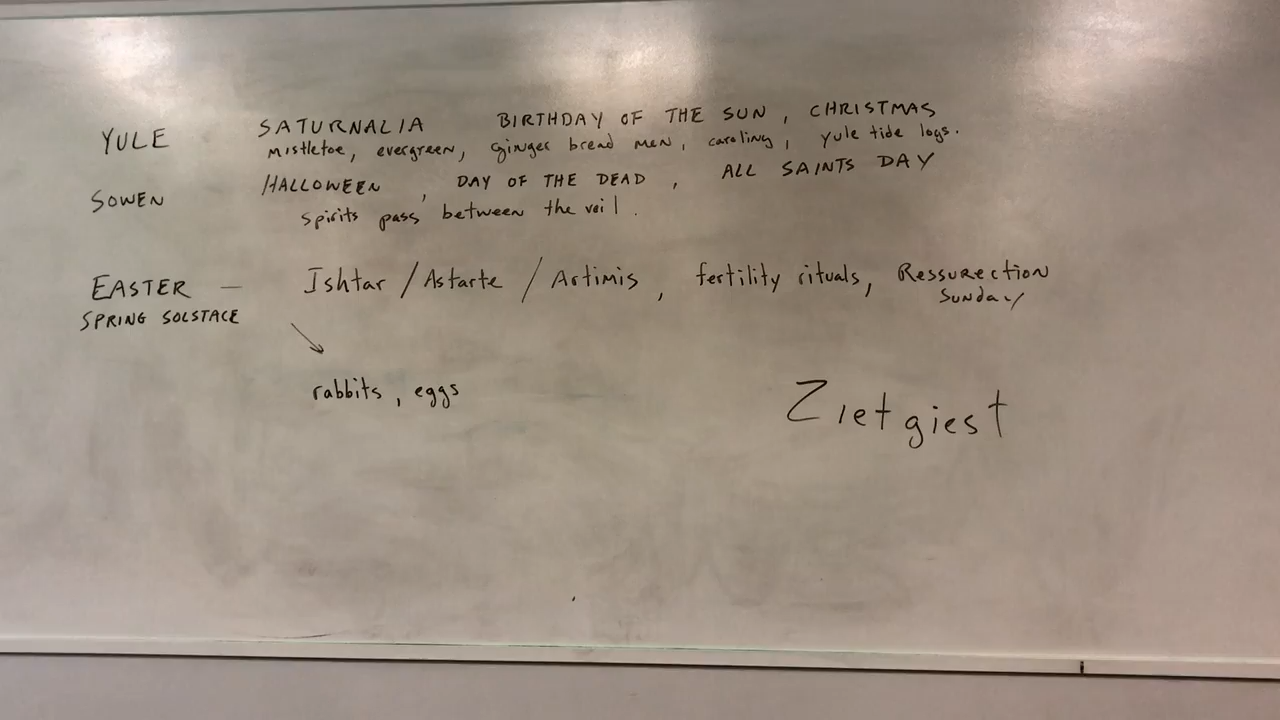 YULE SATURNALIA BIRTHDAY OF THE SUN, CHRISTMAS
mistletoe, evergreen, Ginger bread men, caroling, yule tide logs.
SOWEN HALLOWEEN, DAY OF THE DEAD, ALL SAINTS DAY
spirits pass between the veil.
EASTER — Ishtar / Astarte / Artimis, fertility rituals, Ressurection
Sunday
SPRING SOLSTACE
rabbits, eggs
Zietgiest